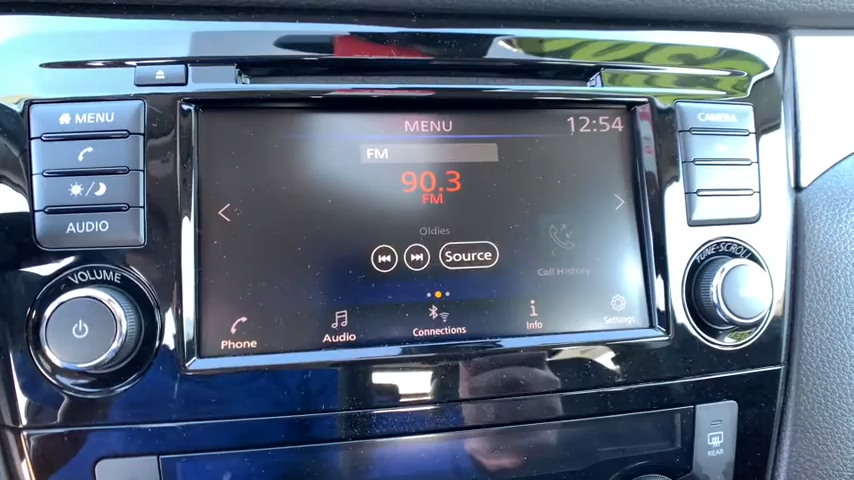 MENU
AUDIO
VOLUME
MENU
12:54
FM
90.3
FM
Oldies
Source
Call History
Phone
Audio
Connections
Info
Settings
CAMERA
TUNE·SCROLL
REAR